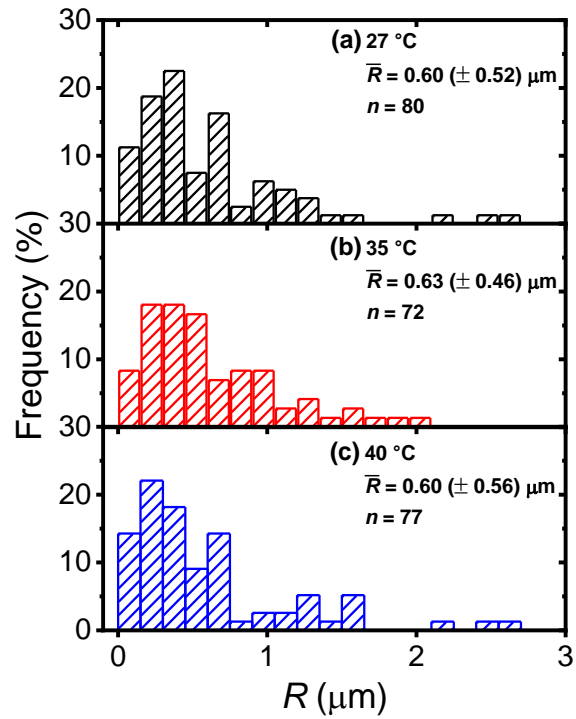 30
(a) 27 °C
R̅ = 0.60 (± 0.52) μm
n = 80
20
10
30
(b) 35 °C
R̅ = 0.63 (± 0.46) μm
n = 72
20
10
30
(c) 40 °C
R̅ = 0.60 (± 0.56) μm
n = 77
20
10
0
Frequency (%)
0 1 2 3
R (μm)